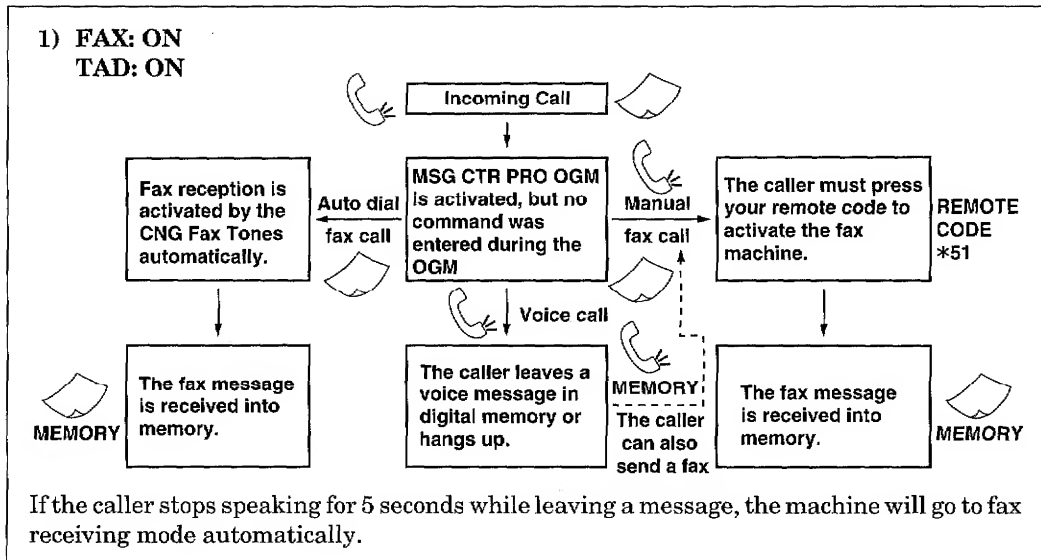 1) FAX: ON
TAD: ON
Incoming Call
Fax reception is
activated by the
CNG Fax Tones
automatically.
Auto dial
fax call
MSG CTR PRO OGM
is activated, but no
command was
entered during the
OGM
Manual
fax call
The caller must press
your remote code to
activate the fax
machine.
REMOTE
CODE
*51
Voice call
MEMORY
The fax message
is received into
memory.
The caller leaves a
voice message in
digital memory or
hangs up.
MEMORY
The caller
can also
send a fax
The fax message
is received into
memory.
MEMORY
If the caller stops speaking for 5 seconds while leaving a message, the machine will go to fax
receiving mode automatically.